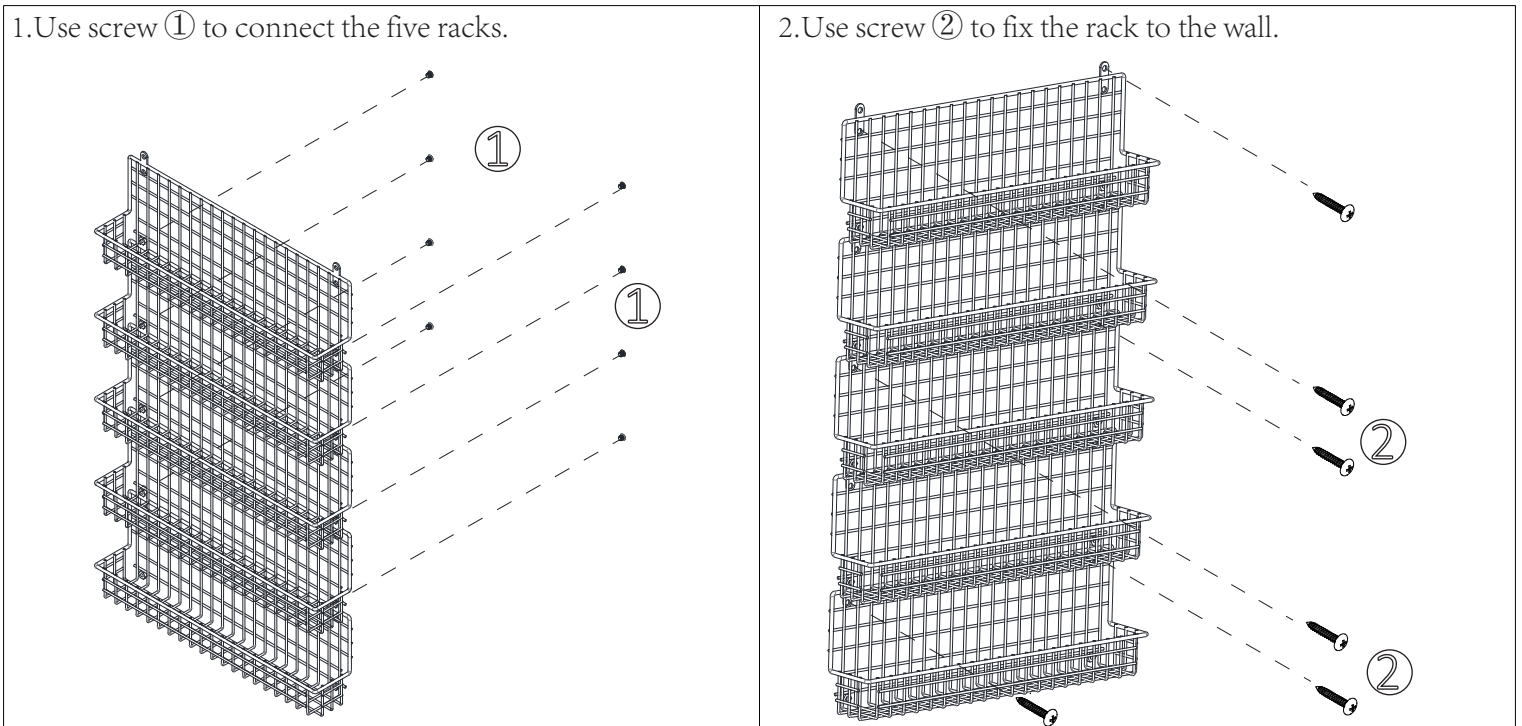 1.Use screw ① to connect the five racks.
①
①
2.Use screw ② to fix the rack to the wall.
②
②